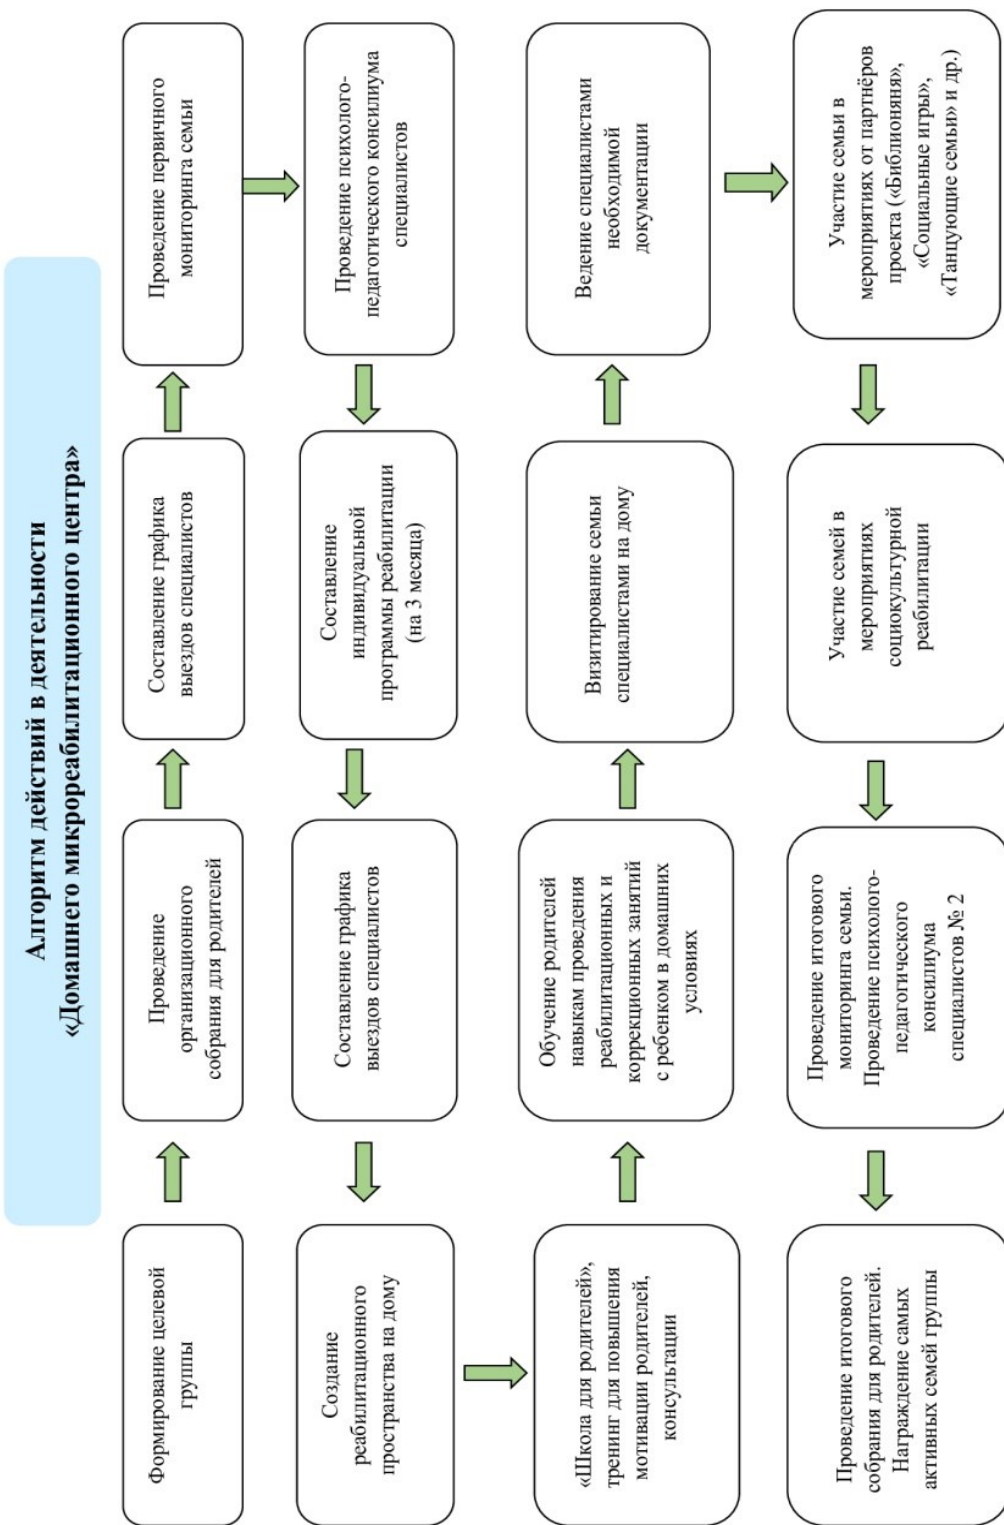 Алгоритм действий в деятельности
«Домашнего микрореабилитационного центра»
Формирование целевой
группы
Проведение
организационного
собрания для родителей
Составление графика
выездов специалистов
Проведение первичного
мониторинга семьи
Проведение психолого-
педагогического консилиума
специалистов
Составление
индивидуальной
программы реабилитации
(на 3 месяца)
Составление графика
выездов специалистов
Создание
реабилитационного
пространства на дому
«Школа для родителей»,
тренинг для повышения
мотивации родителей,
консультации
Обучение родителей
навыкам проведения
реабилитационных и
коррекционных занятий
с ребенком в домашних
условиях
Визитирование семьи
специалистами на дому
Ведение специалистами
необходимой
документации
Участие семьи в
мероприятиях от партнёров
проекта («Библионяня»,
«Социальные игры»,
«Танцующие семьи» и др.)
Участие семей в
мероприятиях
социокультурной
реабилитации
Проведение итогового
мониторинга семьи.
Проведение психолого-
педагогического
консилиума
специалистов № 2
Проведение итогового
собрания для родителей.
Награждение самых
активных семей группы